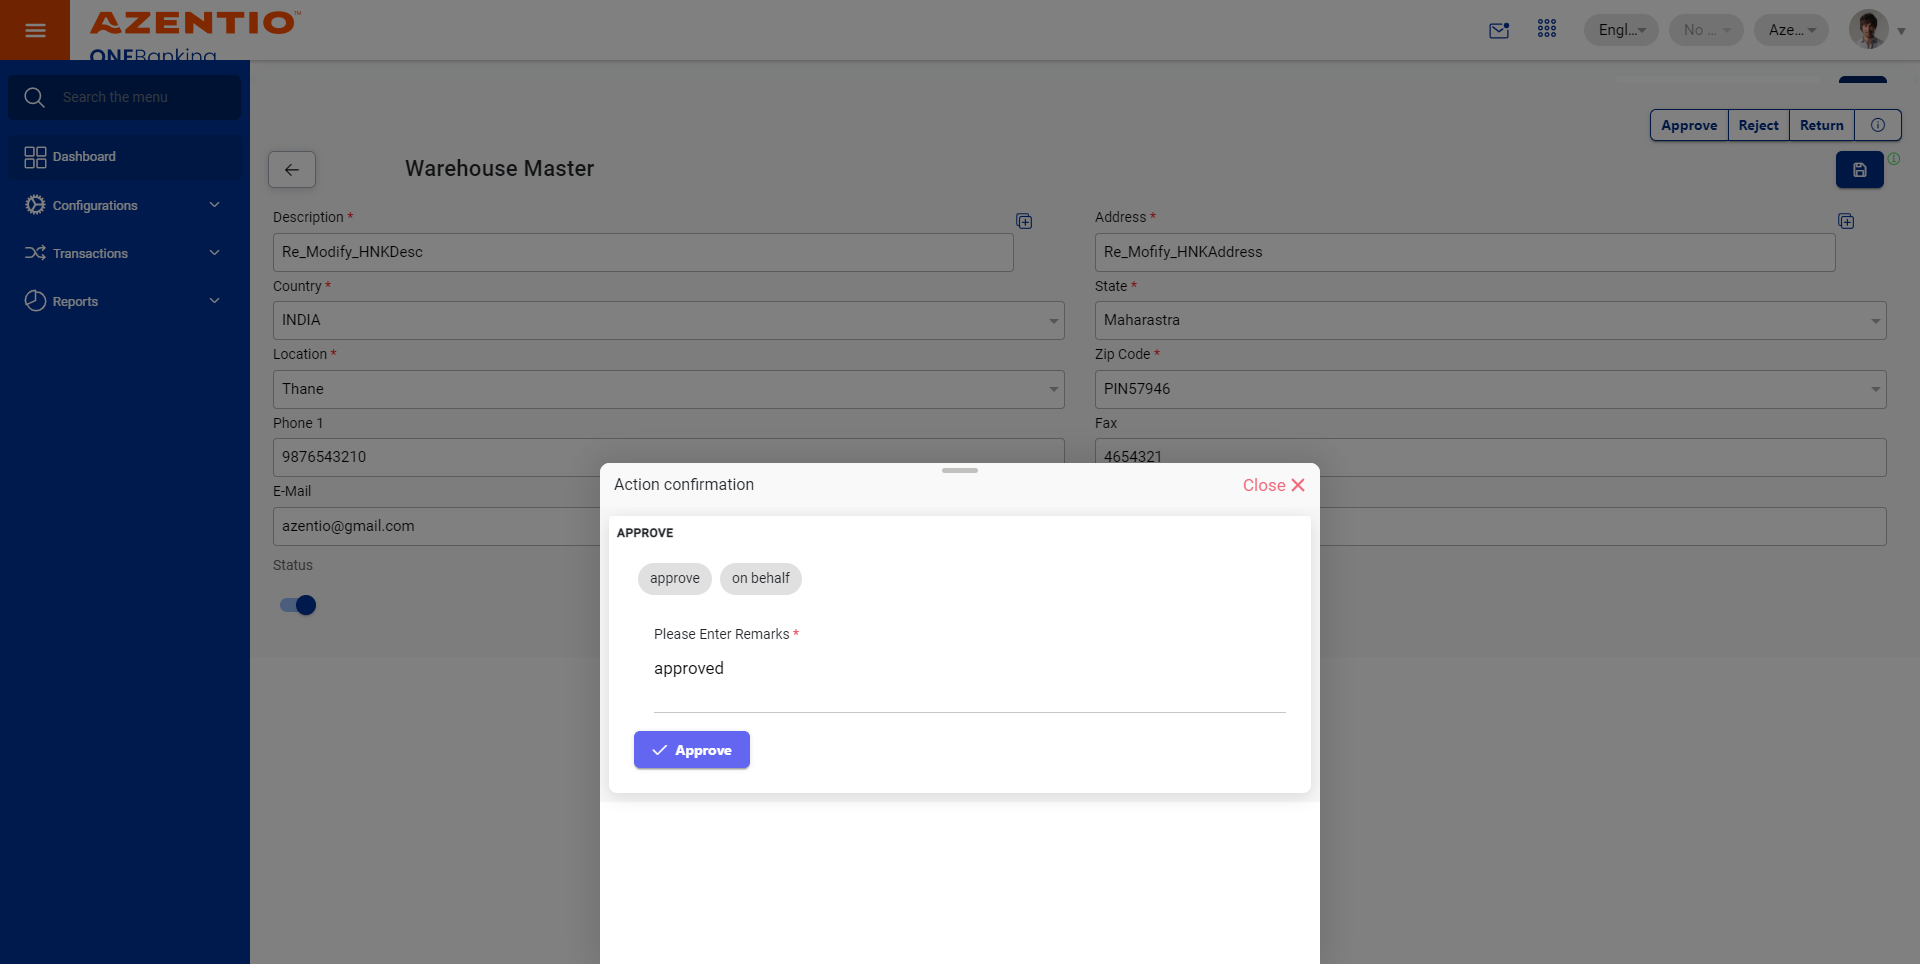 AZENTIO™
ONEBanking
Engl...
No ...
Aze...
Search the menu
Dashboard
Configurations
Transactions
Reports
Approve
Reject
Return
Warehouse Master
Description *
Re_Modify_HNKDesc
Address *
Re_Mofify_HNKAddress
Country *
INDIA
State *
Maharastra
Location *
Thane
Zip Code *
PIN57946
Phone 1
9876543210
Fax
4654321
E-Mail
azentio@gmail.com
Status
Action confirmation
Close
APPROVE
approve
on behalf
Please Enter Remarks *
approved
Approve